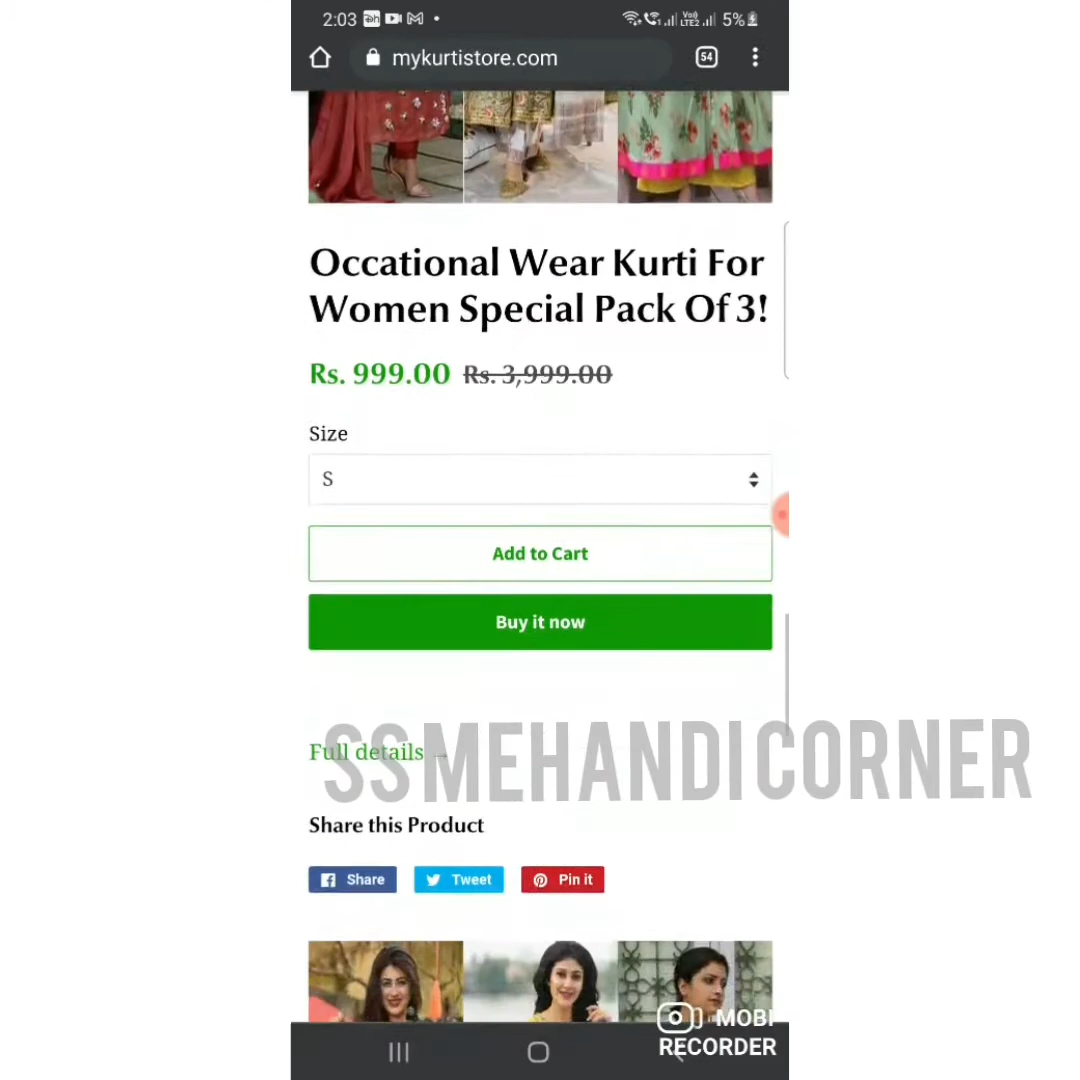 2:03 5%
mykurtistore.com 54
Occational Wear Kurti For
Women Special Pack Of 3!
Rs. 999.00 Rs. 3,999.00
Size
S
Add to Cart
Buy it now
Full details →
SS MEHANDI CORNER
Share this Product
Share Tweet Pin it
MOBI
RECORDER